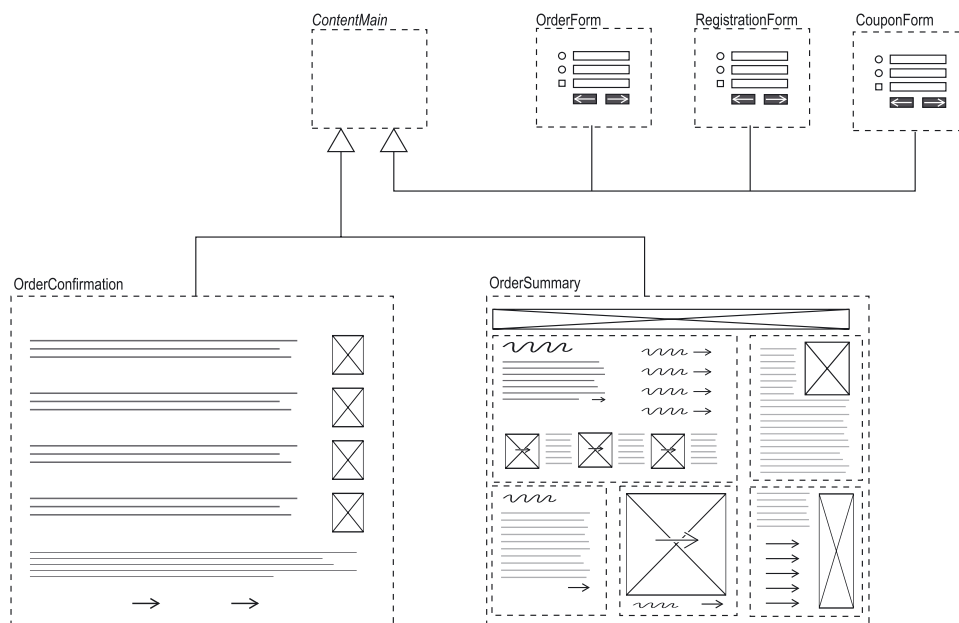 ContentMain
OrderForm
RegistrationForm
CouponForm
OrderConfirmation
OrderSummary